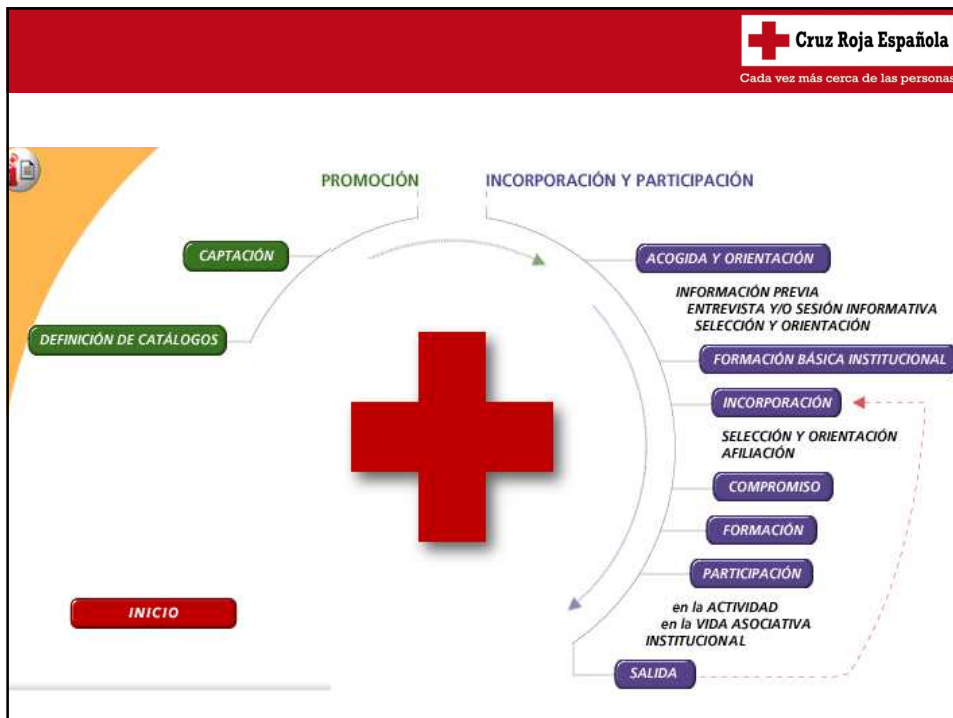 Cruz Roja Española
Cada vez más cerca de las personas
PROMOCIÓN
INCORPORACIÓN Y PARTICIPACIÓN
CAPTACIÓN
DEFINICIÓN DE CATÁLOGOS
ACOGIDA Y ORIENTACIÓN
INFORMACIÓN PREVIA
ENTREVISTA Y/O SESIÓN INFORMATIVA
SELECCIÓN Y ORIENTACIÓN
FORMACIÓN BÁSICA INSTITUCIONAL
INCORPORACIÓN
SELECCIÓN Y ORIENTACIÓN
AFILIACIÓN
COMPROMISO
FORMACIÓN
PARTICIPACIÓN
en la ACTIVIDAD
en la VIDA ASOCIATIVA
INSTITUCIONAL
SALIDA
INICIO